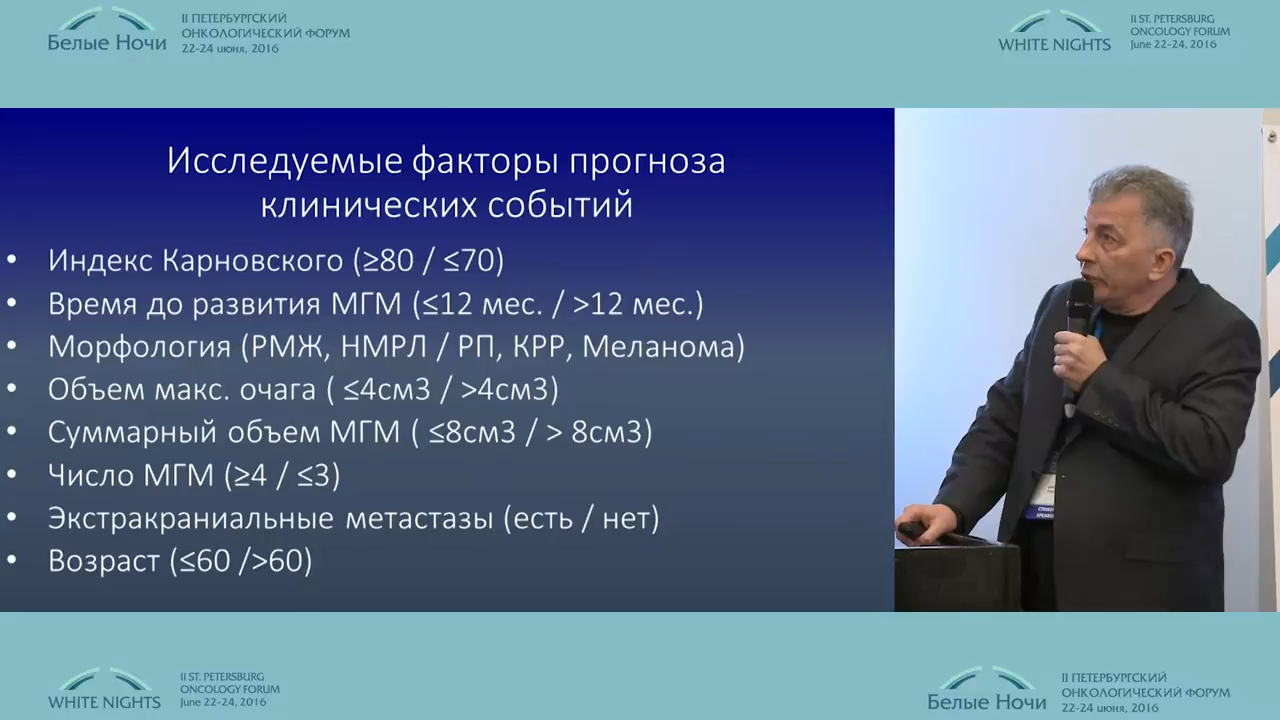 Белые Ночи
II ПЕТЕРБУРГСКИЙ
ОНКОЛОГИЧЕСКИЙ ФОРУМ
22-24 июня, 2016
WHITE NIGHTS
II ST. PETERSBURG
ONCOLOGY FORUM
June 22-24, 2016
Исследуемые факторы прогноза
клинических событий
• Индекс Карновского (≥80 / ≤70)
• Время до развития МГМ (≤12 мес. / >12 мес.)
• Морфология (РМЖ, НМРЛ / РП, КРР, Меланома)
• Объем макс. очага ( ≤4см3 / >4см3)
• Суммарный объем МГМ ( ≤8см3 / > 8см3)
• Число МГМ (≥4 / ≤3)
• Экстракраниальные метастазы (есть / нет)
• Возраст (≤60 />60)
WHITE NIGHTS
II ST. PETERSBURG
ONCOLOGY FORUM
June 22-24, 2016
Белые Ночи
II ПЕТЕРБУРГСКИЙ
ОНКОЛОГИЧЕСКИЙ ФОРУМ
22-24 июня, 2016